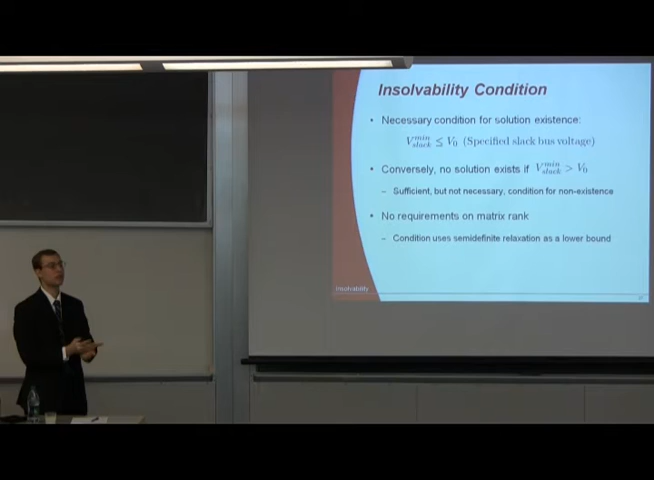 Insolvability Condition
• Necessary condition for solution existence:
V_slack^min ≤ V_0 (Specified slack bus voltage)
• Conversely, no solution exists if V_slack^min > V_0
– Sufficient, but not necessary, condition for non-existence
• No requirements on matrix rank
– Condition uses semidefinite relaxation as a lower bound
Insolvability